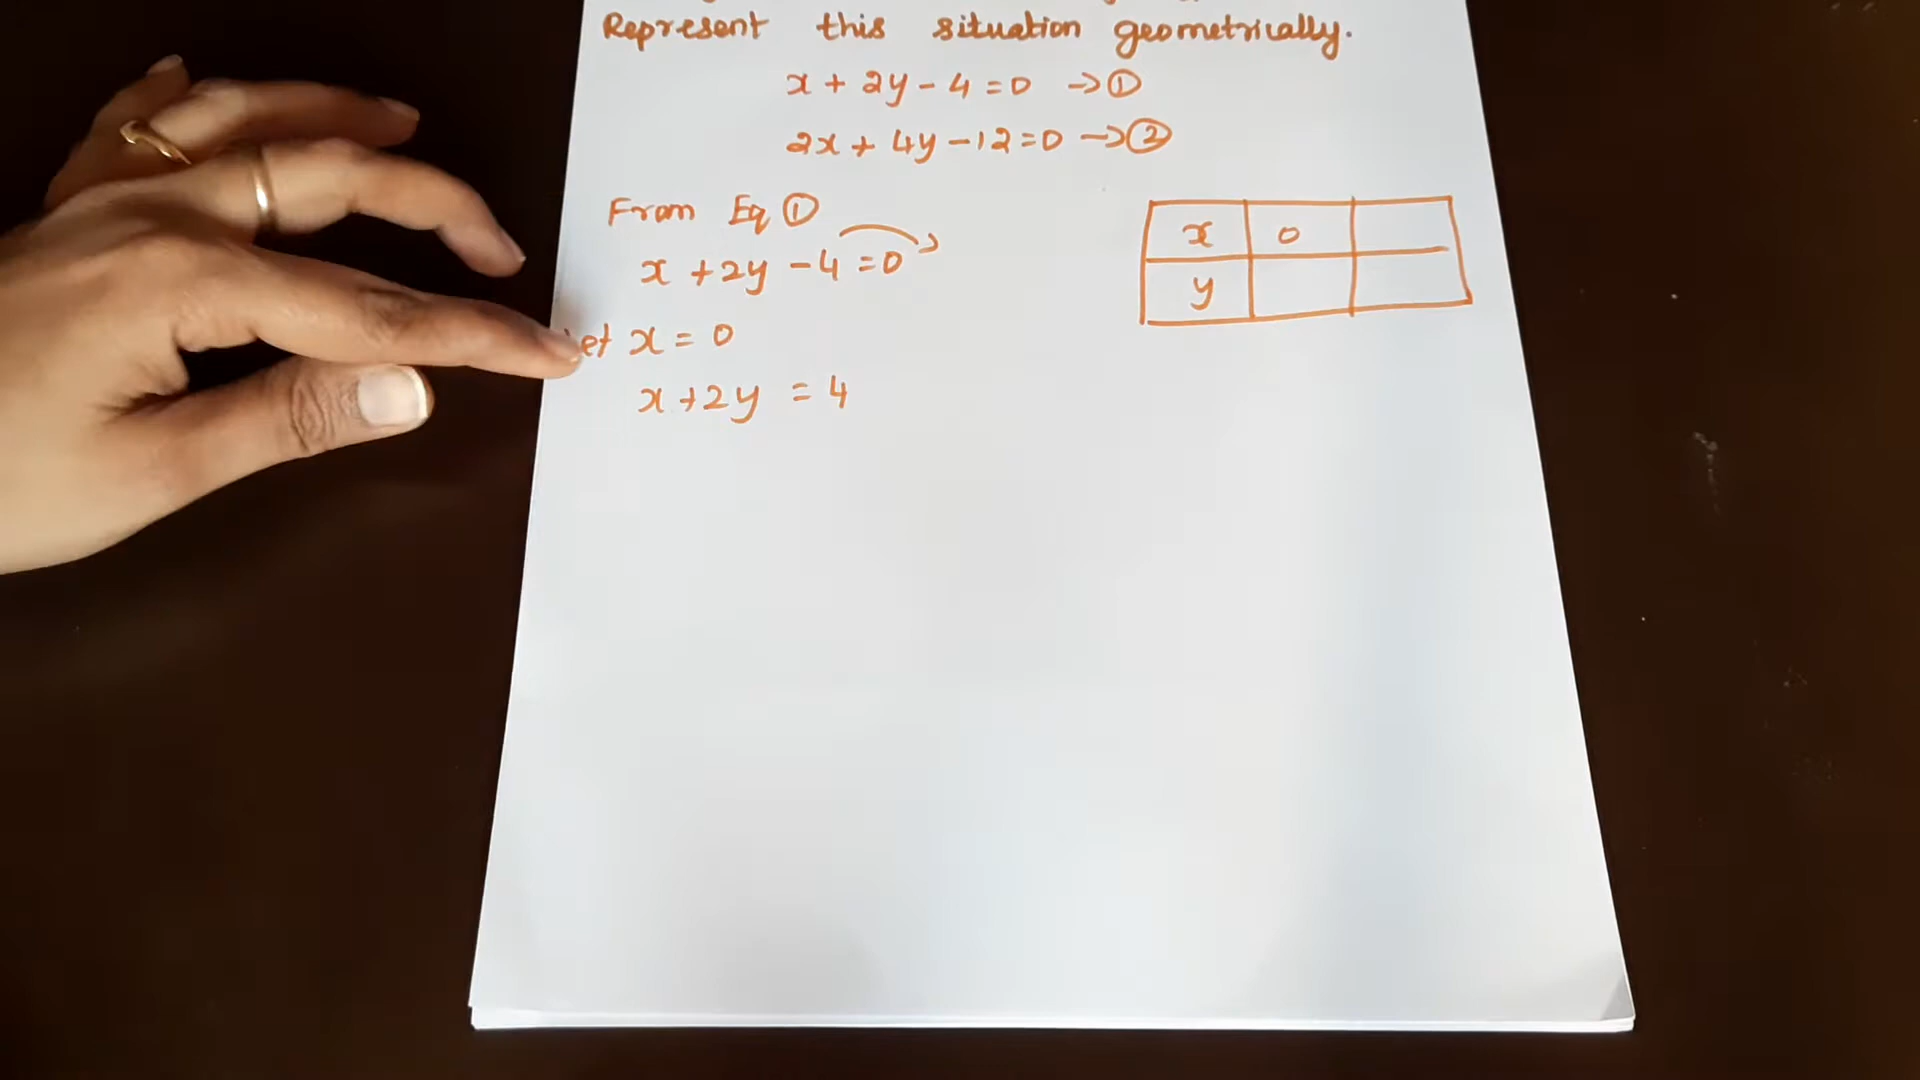 Represent this situation geometrically.
x + 2y - 4 = 0 → ①
2x + 4y - 12 = 0 → ②
From Eq ①
x + 2y - 4 = 0
x 0
y
x = 0
x + 2y = 4